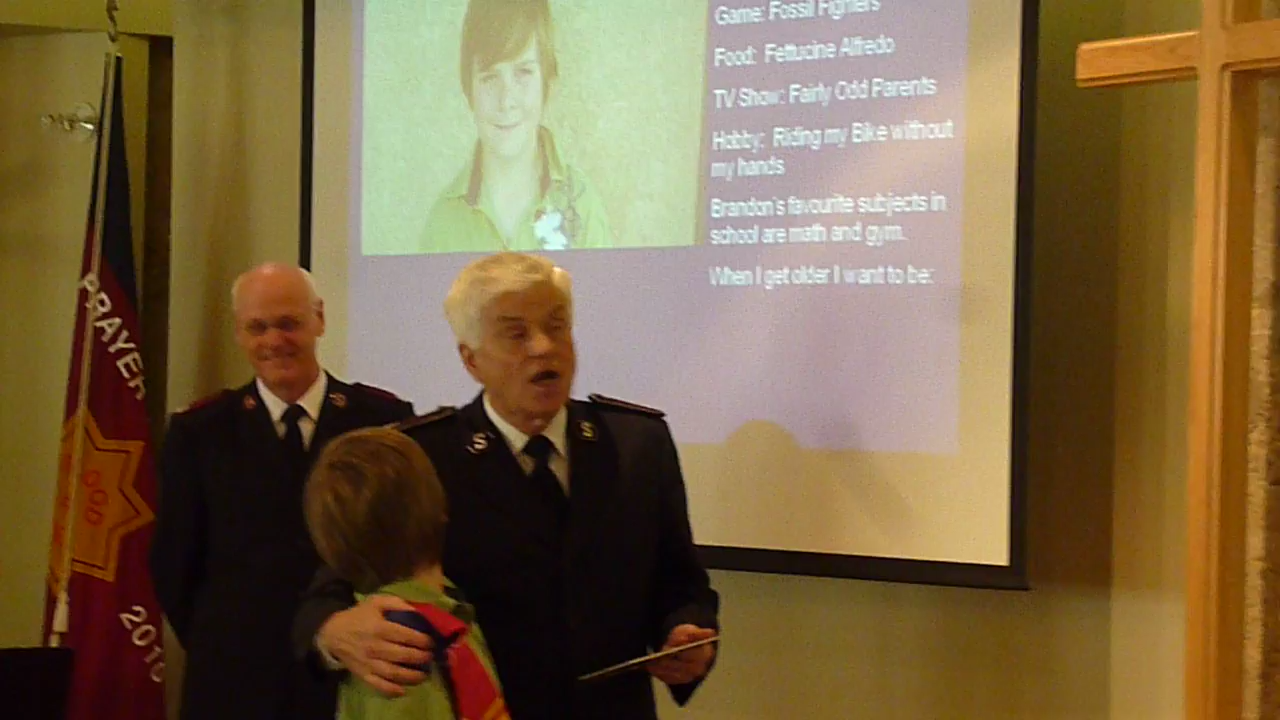 Game: Fossil Fighters
Food: Fettucine Alfredo
TV Show: Fairly Odd Parents
Hobby: Riding my Bike without
my hands
Brandon's favourite subjects in
school are math and gym.
When I get older I want to be:
PRAYER
2010
S
S